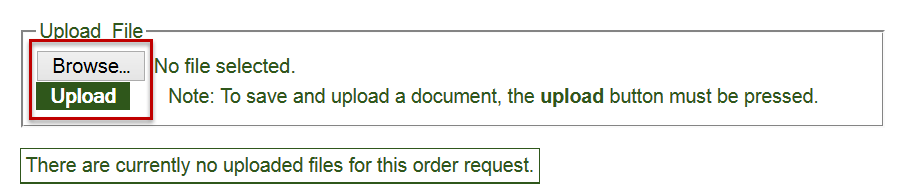 Upload File
Browse... No file selected.
Upload Note: To save and upload a document, the upload button must be pressed.
There are currently no uploaded files for this order request.